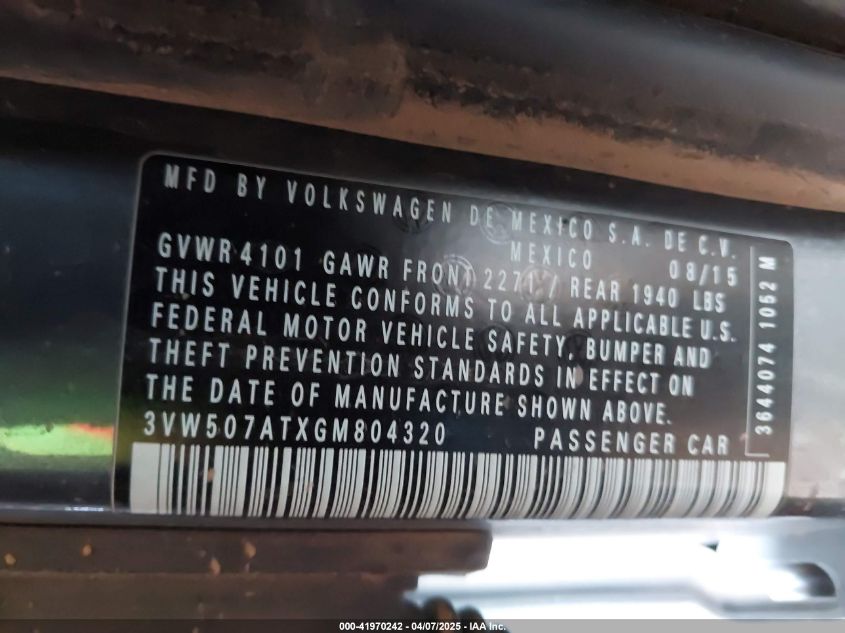 MFD BY VOLKSWAGEN DE MEXICO S.A. DE C.V.
MEXICO 08/15
GVWR 4101 GAWR FRONT 2271 / REAR 1940 LBS
THIS VEHICLE CONFORMS TO ALL APPLICABLE U.S.
FEDERAL MOTOR VEHICLE SAFETY, BUMPER AND
THEFT PREVENTION STANDARDS IN EFFECT ON
THE DATE OF MANUFACTURE SHOWN ABOVE.
3VW507ATXGM804320 PASSENGER CAR
3644074 1052 M
000-41970242 - 04/07/2025 - IAA Inc.